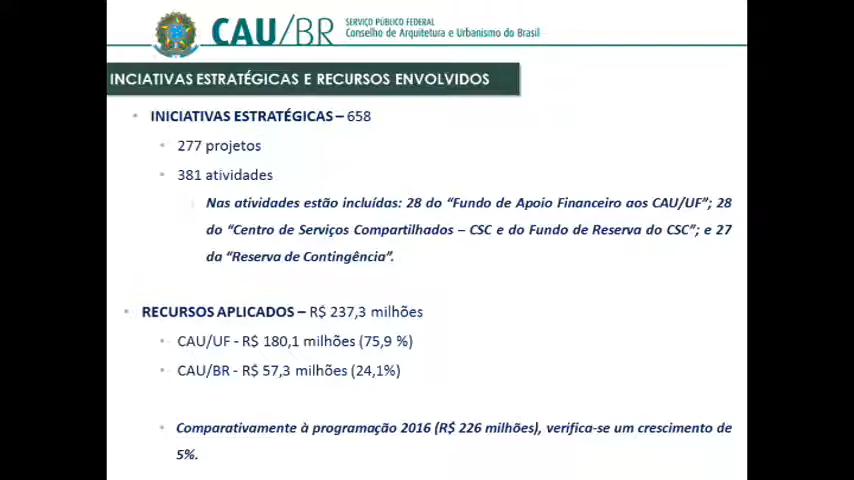 CAU/BR
SERVIÇO PÚBLICO FEDERAL
Conselho de Arquitetura e Urbanismo do Brasil
INCIATIVAS ESTRATÉGICAS E RECURSOS ENVOLVIDOS
• INICIATIVAS ESTRATÉGICAS – 658
• 277 projetos
• 381 atividades
Nas atividades estão incluídas: 28 do “Fundo de Apoio Financeiro aos CAU/UF”; 28
do “Centro de Serviços Compartilhados – CSC e do Fundo de Reserva do CSC”; e 27
da “Reserva de Contingência”.
• RECURSOS APLICADOS – R$ 237,3 milhões
• CAU/UF - R$ 180,1 milhões (75,9 %)
• CAU/BR - R$ 57,3 milhões (24,1%)
• Comparativamente à programação 2016 (R$ 226 milhões), verifica-se um crescimento de
5%.